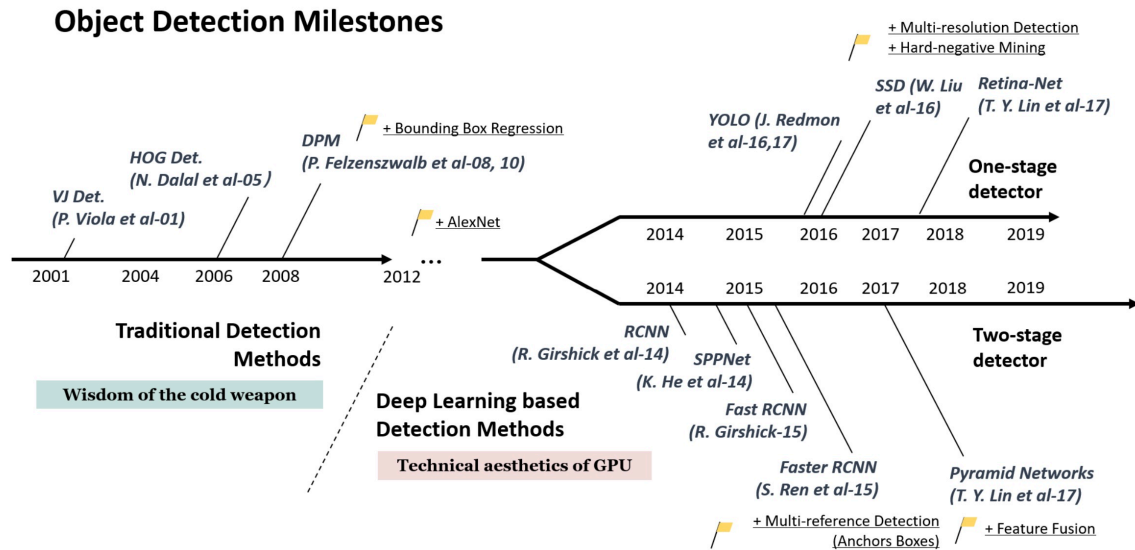 Object Detection Milestones
+ Multi-resolution Detection
+ Hard-negative Mining
SSD (W. Liu
et al-16)
Retina-Net
(T. Y. Lin et al-17)
YOLO (J. Redmon
et al-16,17)
+ Bounding Box Regression
DPM
(P. Felzenszwalb et al-08, 10)
HOG Det.
(N. Dalal et al-05)
VJ Det.
(P. Viola et al-01)
One-stage
detector
+ AlexNet
2014 2015 2016 2017 2018 2019
2001 2004 2006 2008 2012 ...
2014 2015 2016 2017 2018 2019
Traditional Detection
Methods
Wisdom of the cold weapon
Two-stage
detector
RCNN
(R. Girshick et al-14)
SPPNet
(K. He et al-14)
Deep Learning based
Detection Methods
Technical aesthetics of GPU
Fast RCNN
(R. Girshick-15)
Faster RCNN
(S. Ren et al-15)
Pyramid Networks
(T. Y. Lin et al-17)
+ Multi-reference Detection
(Anchors Boxes)
+ Feature Fusion